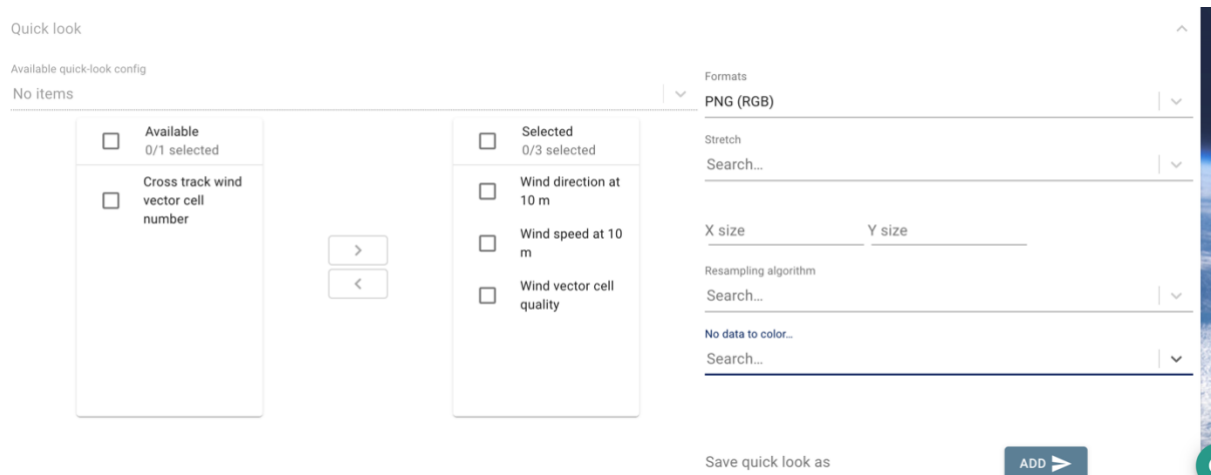 Quick look
Available quick-look config
No items
Available
0/1 selected
Cross track wind
vector cell
number
>
<
Selected
0/3 selected
Wind direction at
10 m
Wind speed at 10
m
Wind vector cell
quality
Formats
PNG (RGB)
Stretch
Search...
X size Y size
Resampling algorithm
Search...
No data to color...
Search...
Save quick look as
ADD